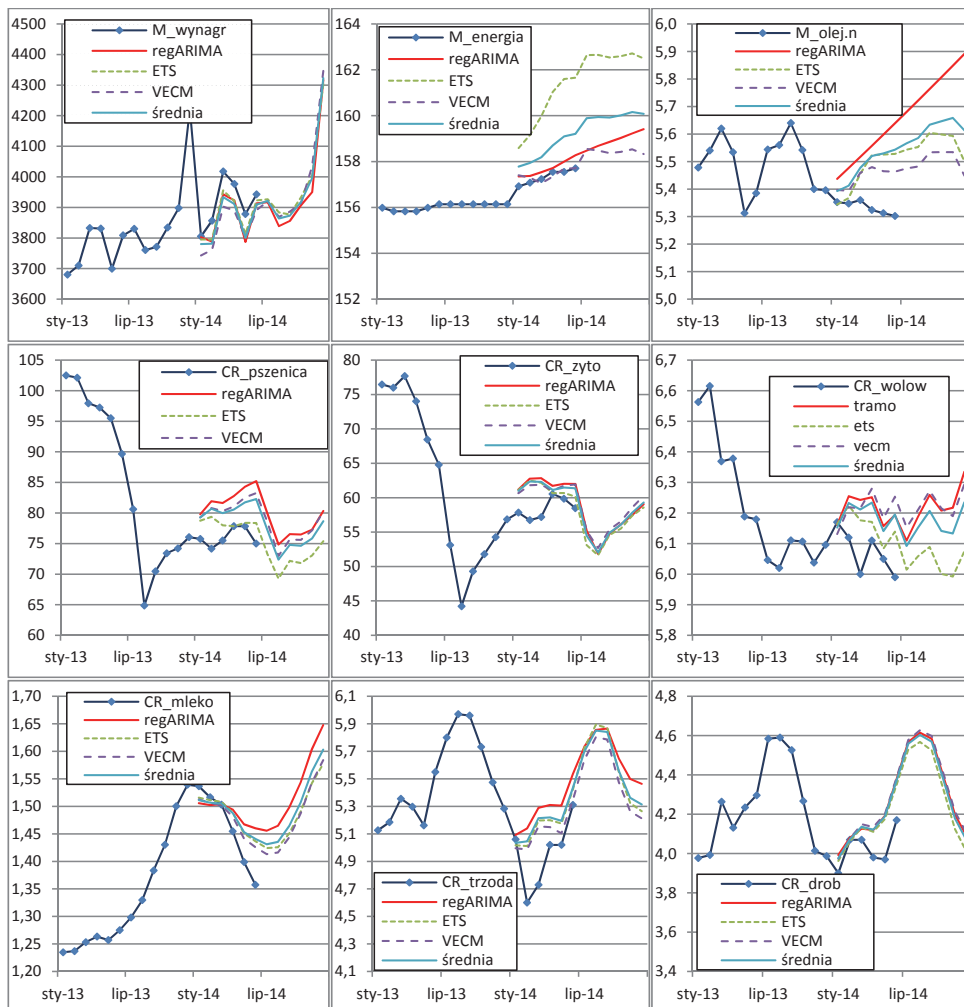 4500
4400
4300
4200
4100
4000
3900
3800
3700
3600
sty-13
lip-13
sty-14
lip-14
M_wynagr
regARIMA
ETS
VECM
średnia
164
162
160
158
156
154
152
sty-13
lip-13
sty-14
lip-14
M_energia
regARIMA
ETS
VECM
średnia
6,0
5,9
5,8
5,7
5,6
5,5
5,4
5,3
5,2
5,1
5,0
sty-13
lip-13
sty-14
lip-14
M_olej.n
regARIMA
ETS
VECM
średnia
105
100
95
90
85
80
75
70
65
60
sty-13
lip-13
sty-14
lip-14
CR_pszenica
regARIMA
ETS
VECM
80
75
70
65
60
55
50
45
40
sty-13
lip-13
sty-14
lip-14
CR_zyto
regARIMA
ETS
VECM
średnia
6,7
6,6
6,5
6,4
6,3
6,2
6,1
6,0
5,9
5,8
sty-13
lip-13
sty-14
lip-14
CR_wolow
tramo
ets
vecm
średnia
1,70
1,65
1,60
1,55
1,50
1,45
1,40
1,35
1,30
1,25
1,20
sty-13
lip-13
sty-14
lip-14
CR_mleko
regARIMA
ETS
VECM
średnia
6,1
5,9
5,7
5,5
5,3
5,1
4,9
4,7
4,5
4,3
4,1
sty-13
lip-13
sty-14
lip-14
CR_trzoda
regARIMA
ETS
VECM
średnia
4,8
4,6
4,4
4,2
4,0
3,8
3,6
3,4
sty-13
lip-13
sty-14
lip-14
CR_drob
regARIMA
ETS
VECM
średnia